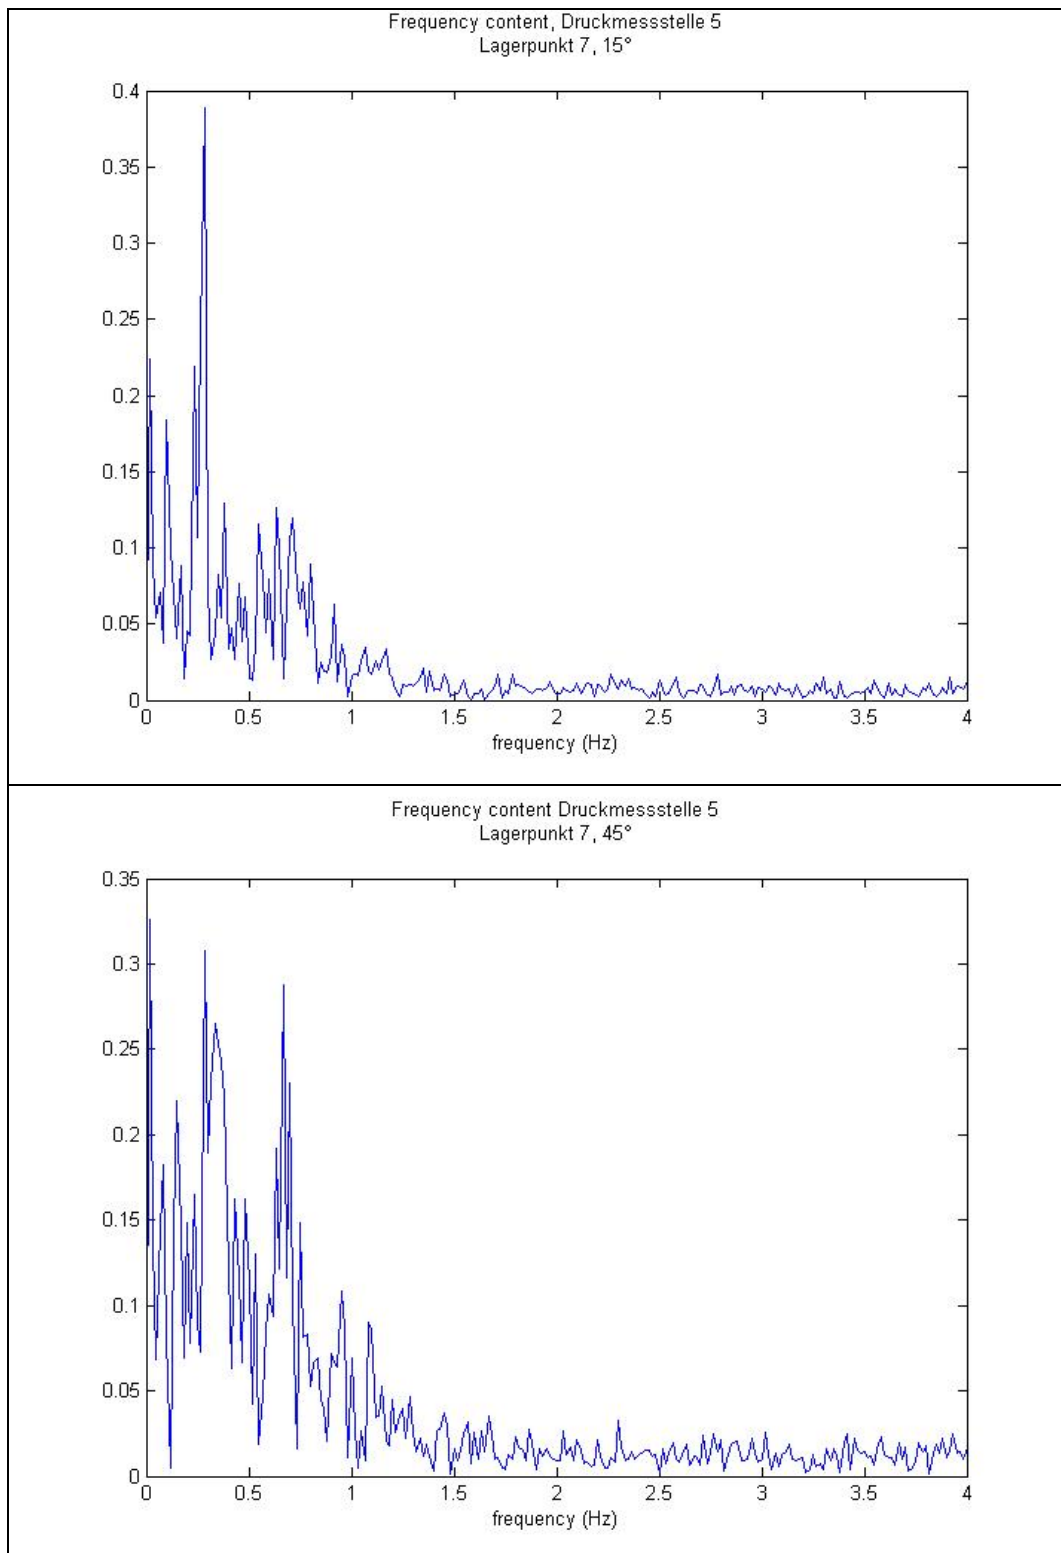 Frequency content, Druckmessstelle 5
Lagerpunkt 7, 15°
0.4
0.35
0.3
0.25
0.2
0.15
0.1
0.05
0
0 0.5 1 1.5 2 2.5 3 3.5 4
frequency (Hz)
Frequency content Druckmessstelle 5
Lagerpunkt 7, 45°
0.35
0.3
0.25
0.2
0.15
0.1
0.05
0
0 0.5 1 1.5 2 2.5 3 3.5 4
frequency (Hz)